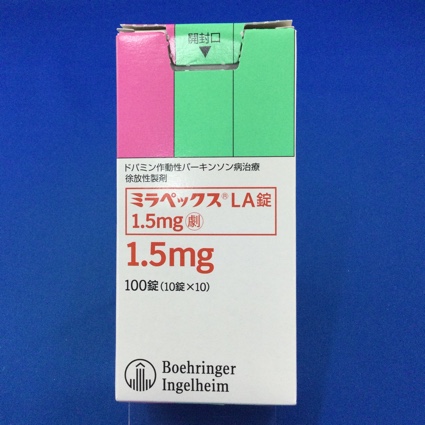 開封口
ドパミン作動性パーキンソン病治療
徐放性製剤
ミラペックス® LA錠
1.5mg 劇
1.5mg
100錠(10錠×10)
Boehringer
Ingelheim